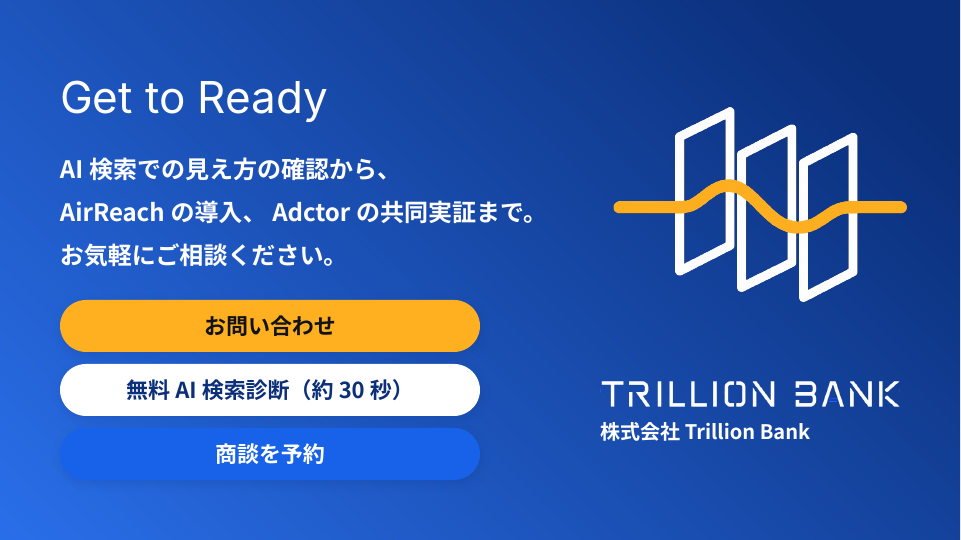 Get to Ready
AI 検索での見え方の確認から、
AirReach の導入、 Adctor の共同実証まで。
お気軽にご相談ください。
お問い合わせ
無料 AI 検索診断（約 30 秒）
商談を予約
TRILLION BANK
株式会社 Trillion Bank